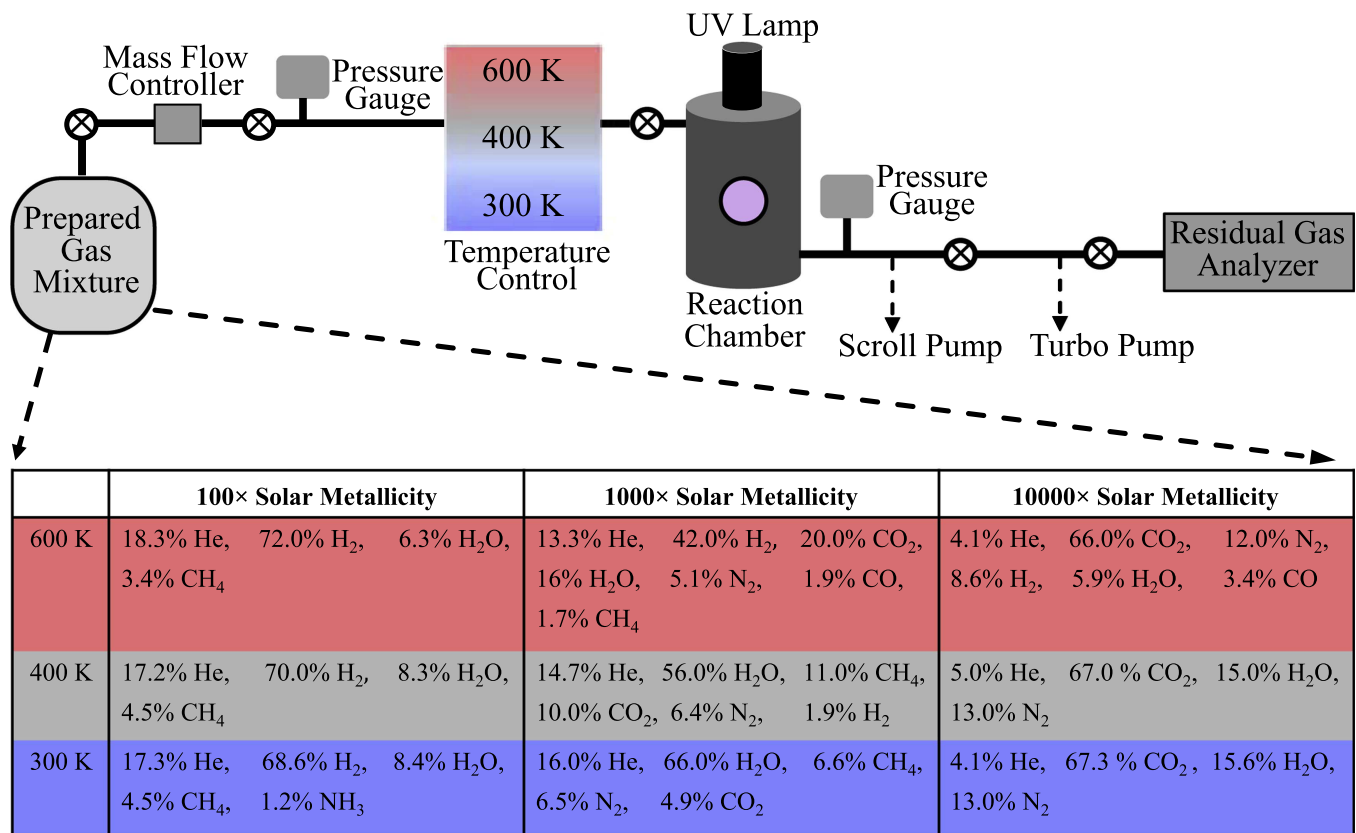 UV Lamp
Mass Flow
Controller
Pressure
Gauge
600 K
400 K
300 K
Temperature
Control
Prepared
Gas
Mixture
Reaction
Chamber
Pressure
Gauge
Residual Gas
Analyzer
Scroll Pump
Turbo Pump
100× Solar Metallicity 1000× Solar Metallicity 10000× Solar Metallicity
600 K
18.3% He, 72.0% H₂, 6.3% H₂O,
3.4% CH₄
13.3% He, 42.0% H₂, 20.0% CO₂,
16% H₂O, 5.1% N₂, 1.9% CO,
1.7% CH₄
4.1% He, 66.0% CO₂, 12.0% N₂,
8.6% H₂, 5.9% H₂O, 3.4% CO
400 K
17.2% He, 70.0% H₂, 8.3% H₂O,
4.5% CH₄
14.7% He, 56.0% H₂O, 11.0% CH₄,
10.0% CO₂, 6.4% N₂, 1.9% H₂
5.0% He, 67.0 % CO₂, 15.0% H₂O,
13.0% N₂
300 K
17.3% He, 68.6% H₂, 8.4% H₂O,
4.5% CH₄, 1.2% NH₃
16.0% He, 66.0% H₂O, 6.6% CH₄,
6.5% N₂, 4.9% CO₂
4.1% He, 67.3 % CO₂ , 15.6% H₂O,
13.0% N₂